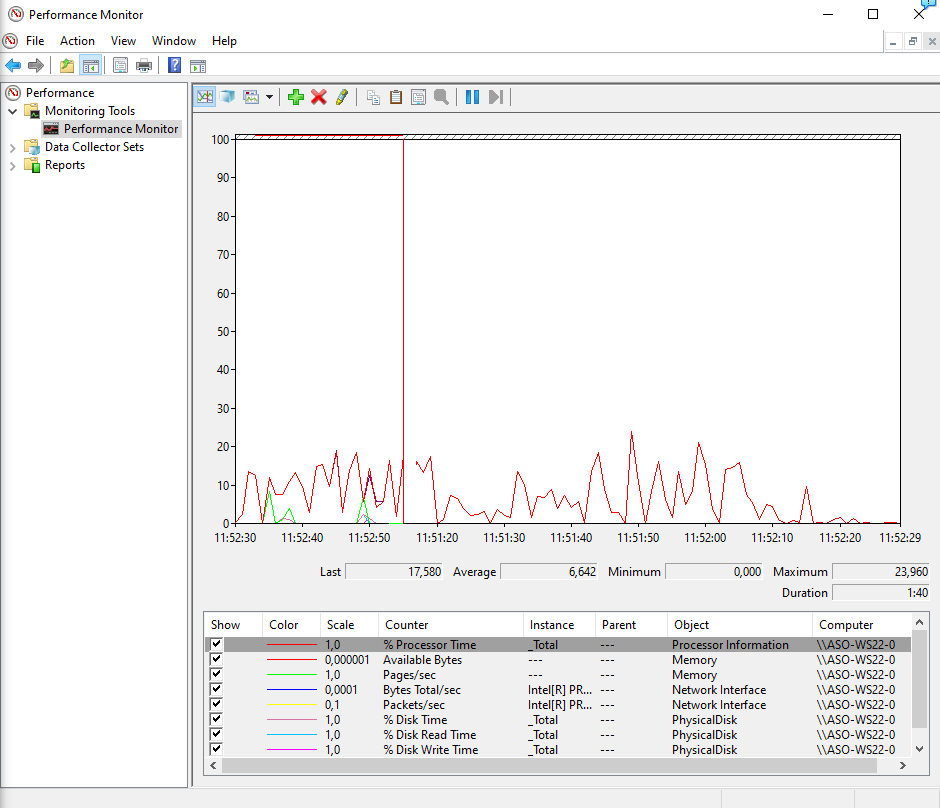 Performance Monitor
File Action View Window Help
Performance
Monitoring Tools
Performance Monitor
Data Collector Sets
Reports
100
90
80
70
60
50
40
30
20
10
0
11:52:30 11:52:40 11:52:50 11:51:20 11:51:30 11:51:40 11:51:50 11:52:00 11:52:10 11:52:20 11:52:29
Last 17,580 Average 6,642 Minimum 0,000 Maximum 23,960
Duration 1:40
Show Color Scale Counter Instance Parent Object Computer
1,0 % Processor Time _Total --- Processor Information \\ASO-WS22-0
0,000001 Available Bytes --- --- Memory \\ASO-WS22-0
1,0 Pages/sec --- --- Memory \\ASO-WS22-0
0,0001 Bytes Total/sec Intel[R] PR... --- Network Interface \\ASO-WS22-0
0,1 Packets/sec Intel[R] PR... --- Network Interface \\ASO-WS22-0
1,0 % Disk Time _Total --- PhysicalDisk \\ASO-WS22-0
1,0 % Disk Read Time _Total --- PhysicalDisk \\ASO-WS22-0
1,0 % Disk Write Time _Total --- PhysicalDisk \\ASO-WS22-0